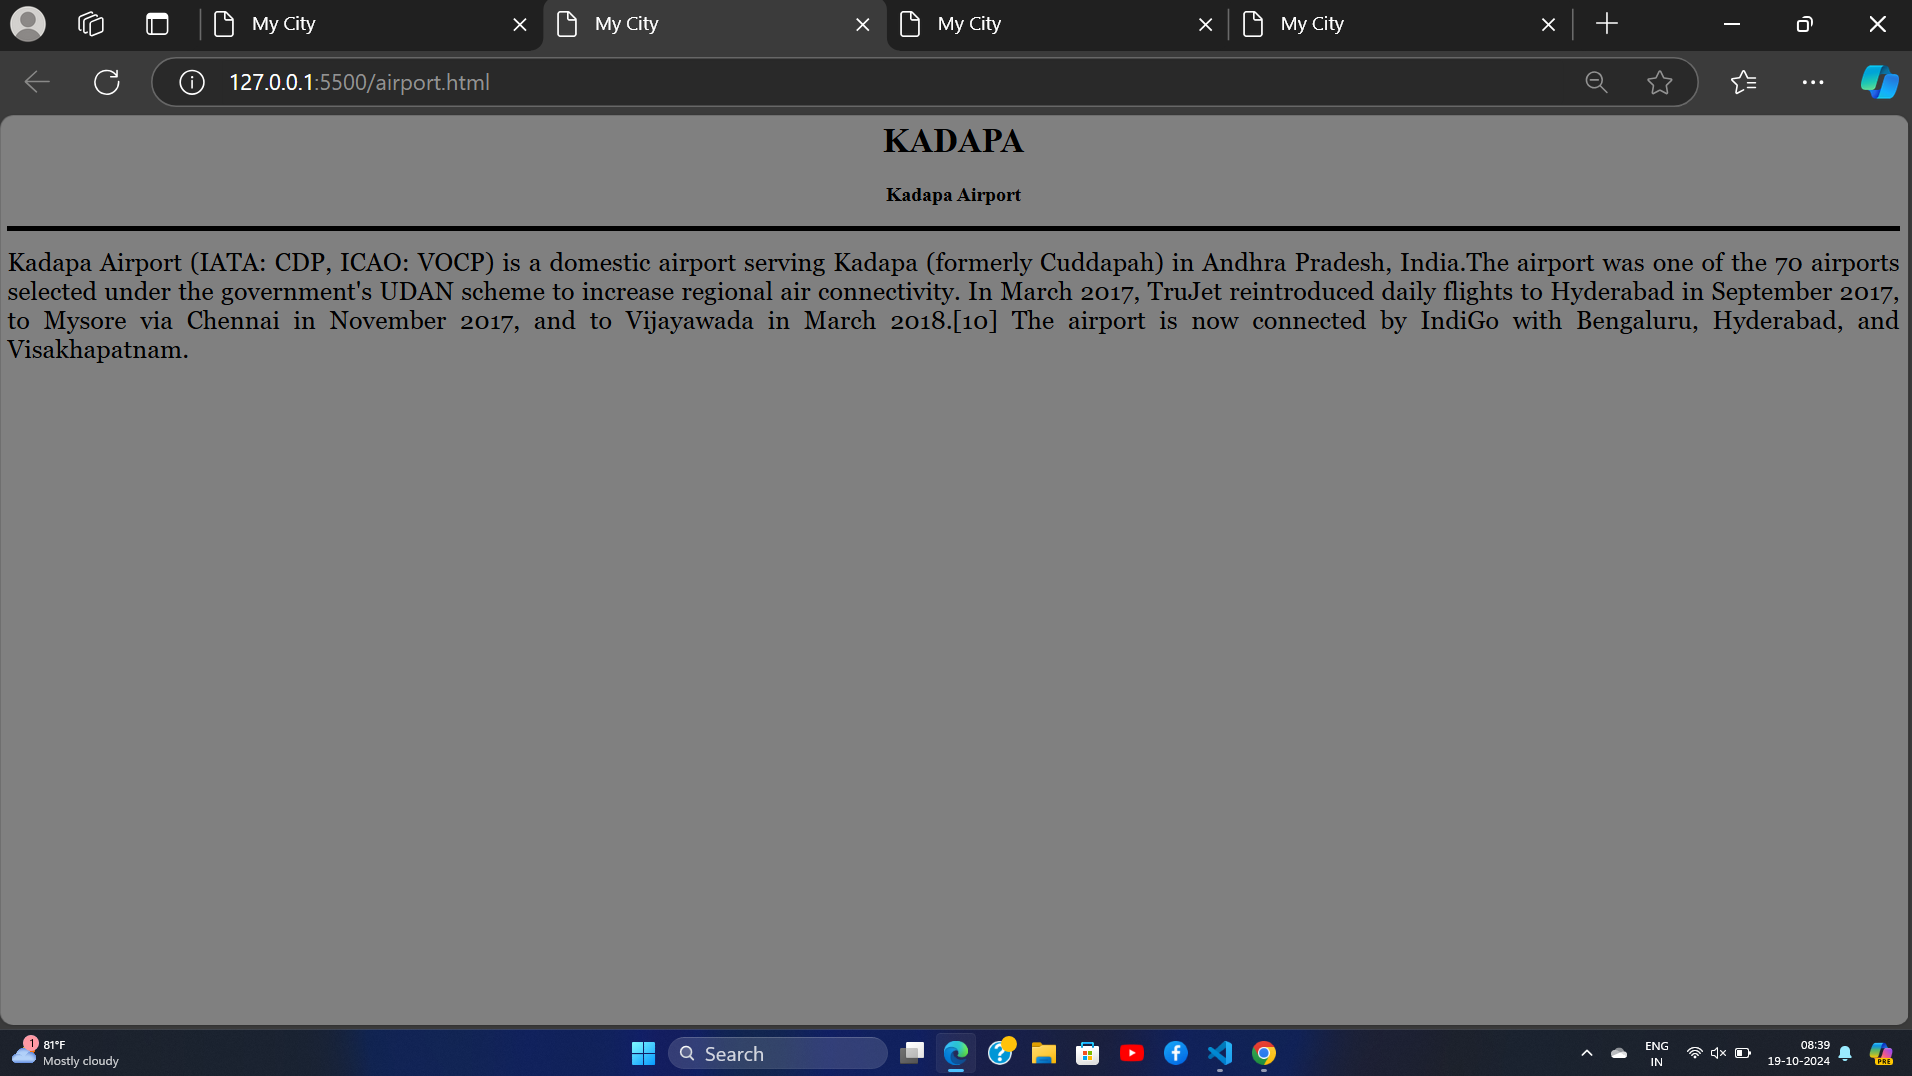 My City
My City
My City
My City
127.0.0.1:5500/airport.html
KADAPA
Kadapa Airport
Kadapa Airport (IATA: CDP, ICAO: VOCP) is a domestic airport serving Kadapa (formerly Cuddapah) in Andhra Pradesh, India.The airport was one of the 70 airports
selected under the government's UDAN scheme to increase regional air connectivity. In March 2017, TruJet reintroduced daily flights to Hyderabad in September 2017,
to Mysore via Chennai in November 2017, and to Vijayawada in March 2018.[10] The airport is now connected by IndiGo with Bengaluru, Hyderabad, and
Visakhapatnam.
1
81°F
Mostly cloudy
Search
ENG
IN
08:39
19-10-2024
PRE